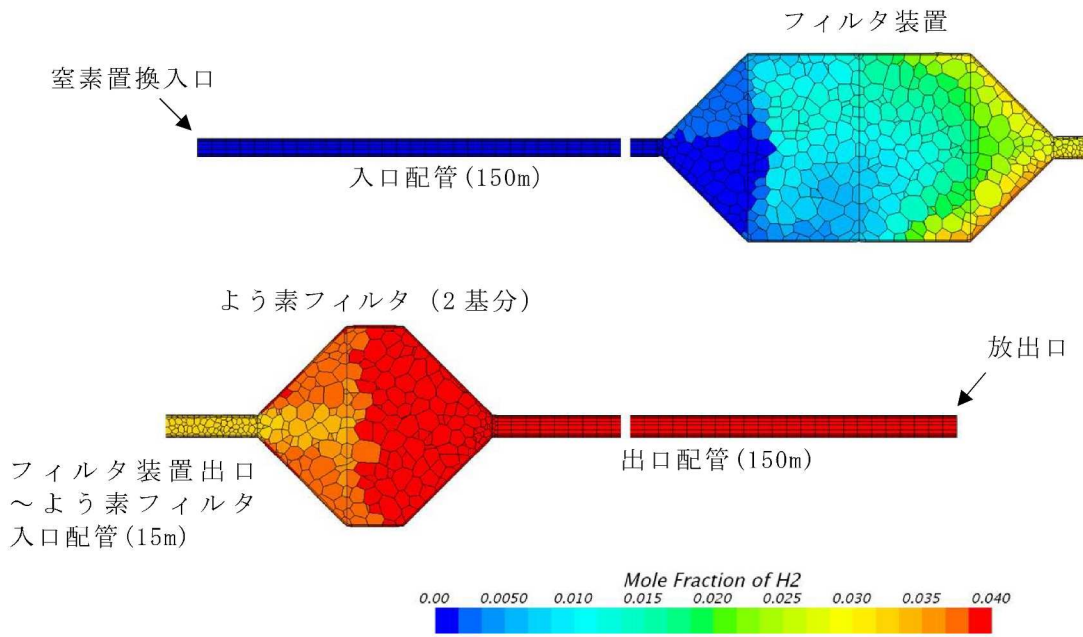 フィルタ装置
窒素置換入口
入口配管(150m)
よう素フィルタ (2基分)
放出口
フィルタ装置出口
～よう素フィルタ
入口配管(15m)
出口配管(150m)
Mole Fraction of H2
0.00 0.0050 0.010 0.015 0.020 0.025 0.030 0.035 0.040